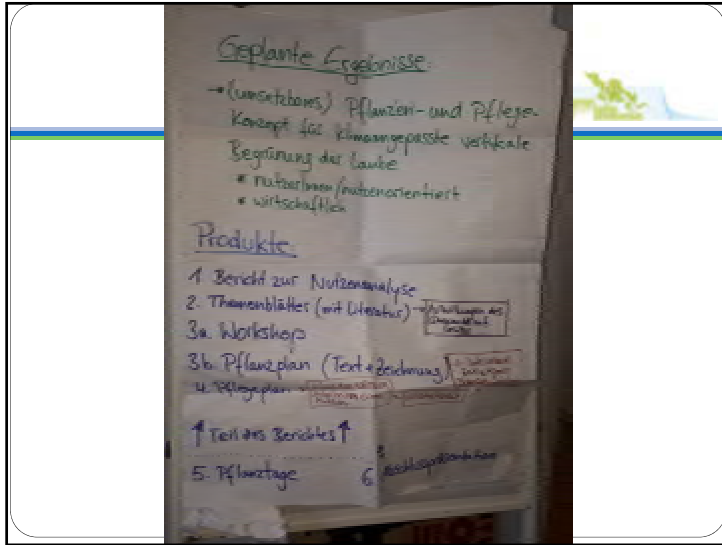 Geplante Ergebnisse:
→ (umsetzbares) Pflanzen- und Pflege-
Konzept für klimaangepasste vertikale
Begrünung der Laube
* nutzerInnen/nutzenorientiert
* wirtschaftlich
Produkte:
1 Bericht zur Nutzenanalyse
2. Themenblätter (mit Literatur) →
3a. Workshop
3b. Pflanzplan (Text + Zeichnung)
4. Pflegeplan
↑ Teil des Berichtes ↑
5. Pflanztage
6 Abschlusspräsentation